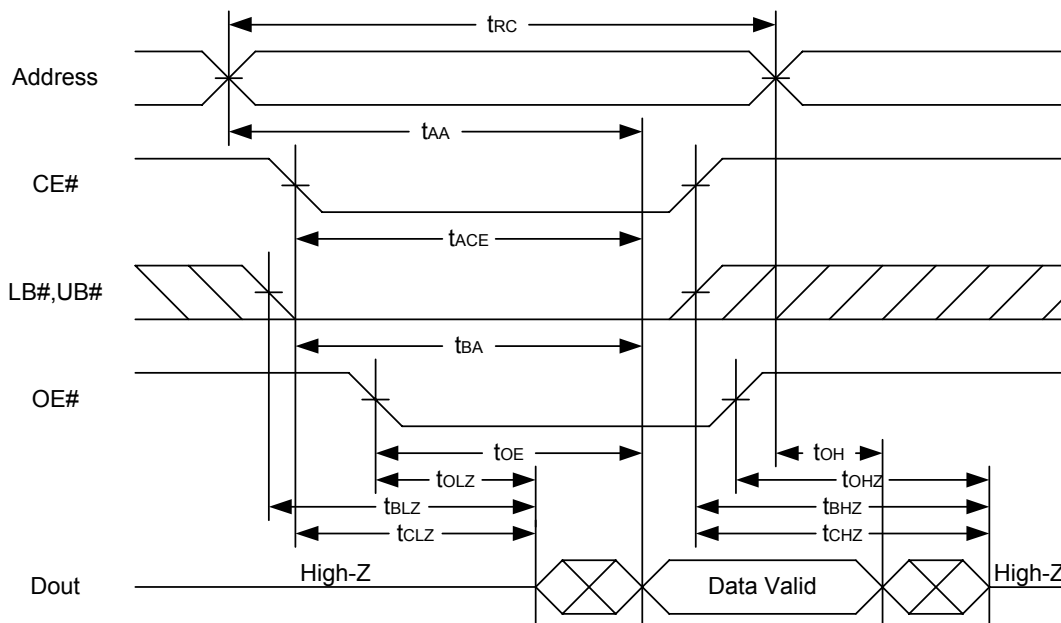 tRC
Address
tAA
CE#
tACE
LB#,UB#
tBA
OE#
tOE
tOH
tOLZ
tOHZ
tBLZ
tBHZ
tCLZ
tCHZ
Dout
High-Z
Data Valid
High-Z